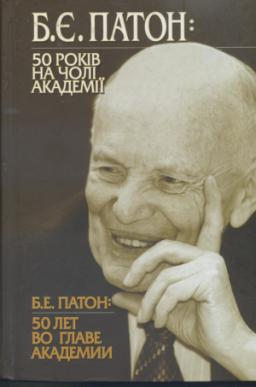 Б.Є. ПАТОН:
50 РОКІВ
НА ЧОЛІ
АКАДЕМІЇ
Б.Е. ПАТОН:
50 ЛЕТ
ВО ГЛАВЕ
АКАДЕМИИ